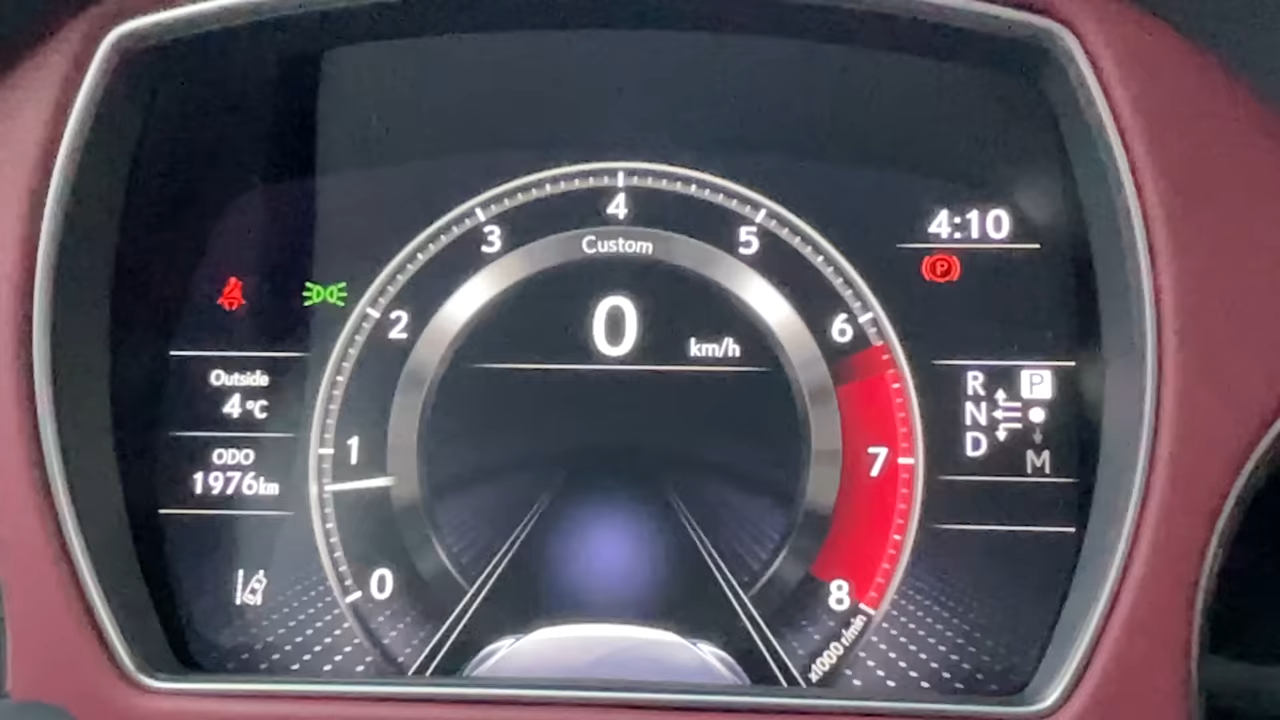 4:10
P
Outside
4°C
ODO
1976km
0
1
2
3
4
5
6
7
8
x1000 r/min
Custom
0
km/h
R P
N
D
M